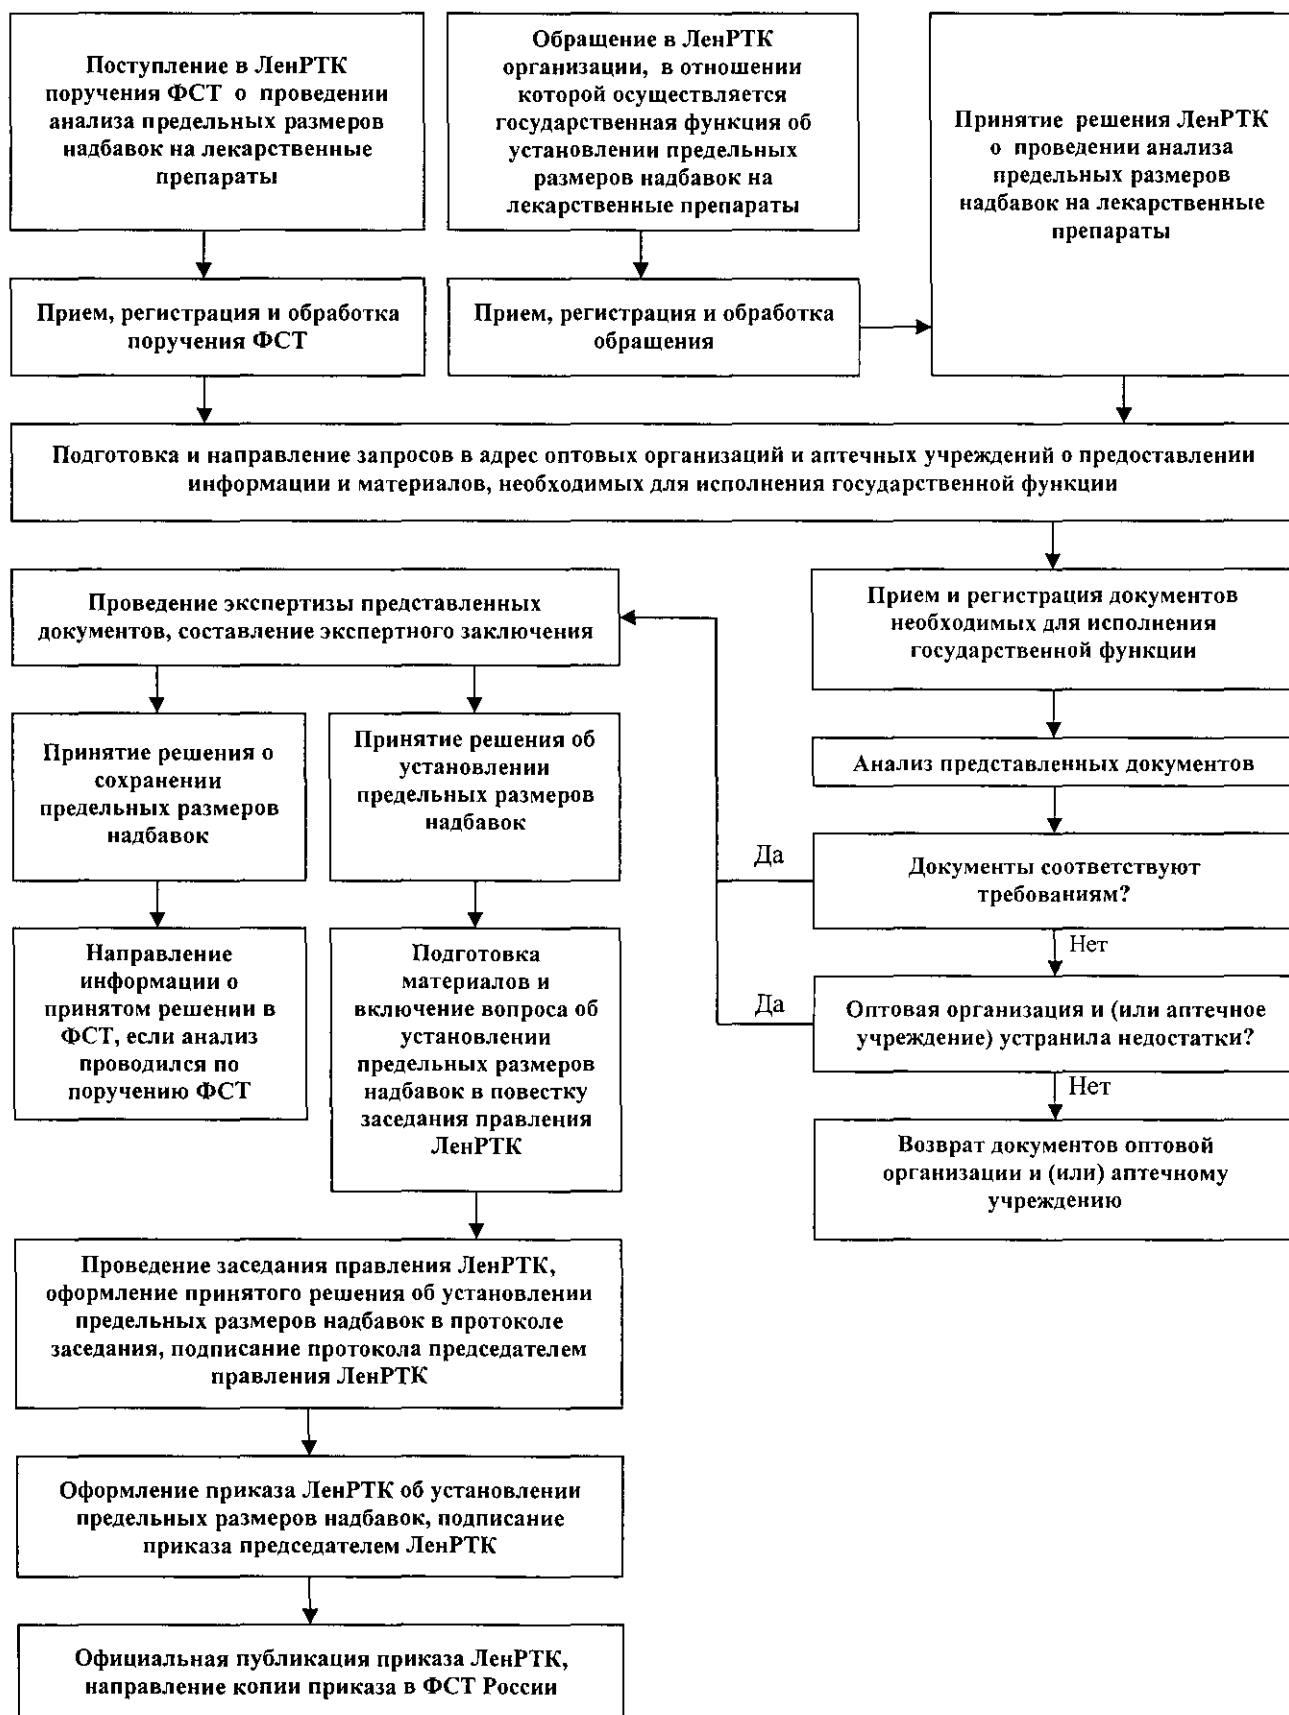 Поступление в ЛенРТК
поручения ФСТ о проведении
анализа предельных размеров
надбавок на лекарственные
препараты
Обращение в ЛенРТК
организации, в отношении
которой осуществляется
государственная функция об
установлении предельных
размеров надбавок на
лекарственные препараты
Принятие решения ЛенРТК
о проведении анализа
предельных размеров
надбавок на лекарственные
препараты
Прием, регистрация и обработка
поручения ФСТ
Прием, регистрация и обработка
обращения
Подготовка и направление запросов в адрес оптовых организаций и аптечных учреждений о предоставлении
информации и материалов, необходимых для исполнения государственной функции
Проведение экспертизы представленных
документов, составление экспертного заключения
Прием и регистрация документов
необходимых для исполнения
государственной функции
Принятие решения о
сохранении
предельных размеров
надбавок
Принятие решения об
установлении
предельных размеров
надбавок
Анализ представленных документов
Да
Документы соответствуют
требованиям?
Нет
Направление
информации о
принятом решении в
ФСТ, если анализ
проводился по
поручению ФСТ
Подготовка
материалов и
включение вопроса об
установлении
предельных размеров
надбавок в повестку
заседания правления
ЛенРТК
Да
Оптовая организация и (или аптечное
учреждение) устранила недостатки?
Нет
Возврат документов оптовой
организации и (или) аптечному
учреждению
Проведение заседания правления ЛенРТК,
оформление принятого решения об установлении
предельных размеров надбавок в протоколе
заседания, подписание протокола председателем
правления ЛенРТК
Оформление приказа ЛенРТК об установлении
предельных размеров надбавок, подписание
приказа председателем ЛенРТК
Официальная публикация приказа ЛенРТК,
направление копии приказа в ФСТ России